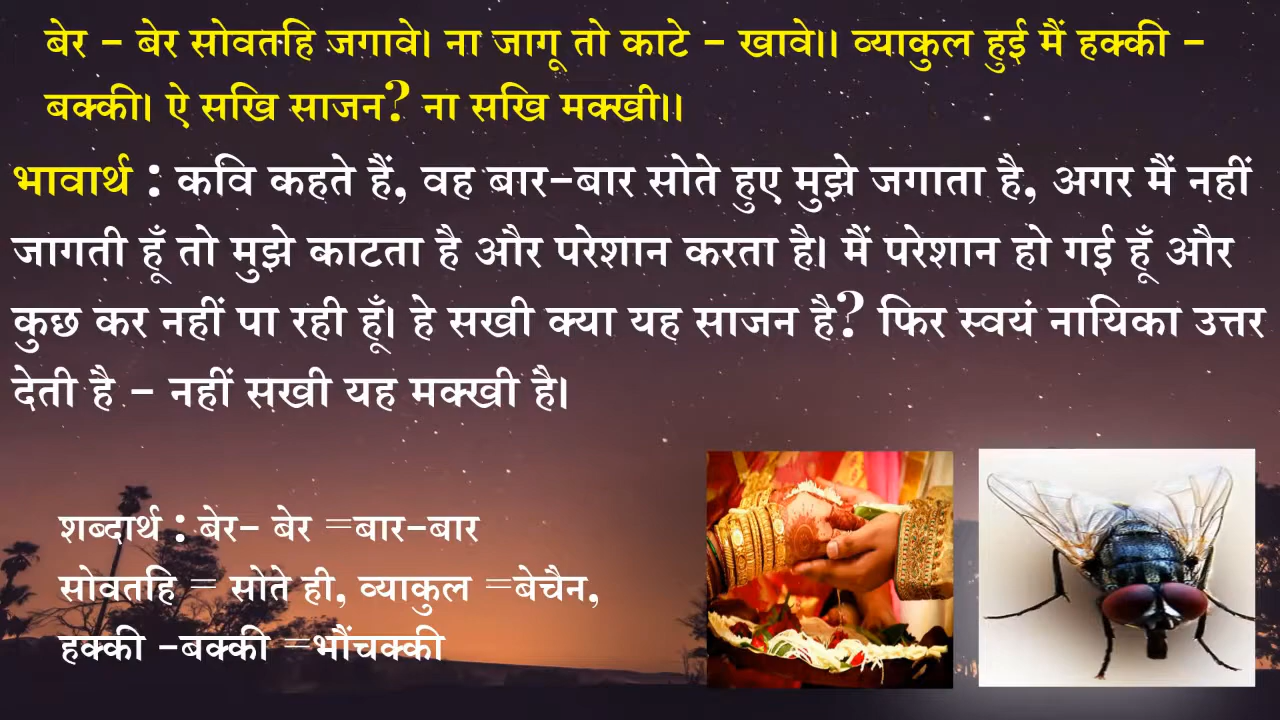 बेर - बेर सोवतहि जगावे। ना जागू तो काटे - खावे।। व्याकुल हुई मैं हक्की -
बक्की। ऐ सखि साजन? ना सखि मक्खी।।
भावार्थ : कवि कहते हैं, वह बार-बार सोते हुए मुझे जगाता है, अगर मैं नहीं
जागती हूँ तो मुझे काटता है और परेशान करता है। मैं परेशान हो गई हूँ और
कुछ कर नहीं पा रही हूँ। हे सखी क्या यह साजन है? फिर स्वयं नायिका उत्तर
देती है - नहीं सखी यह मक्खी है।
शब्दार्थ : बेर- बेर =बार-बार
सोवतहि = सोते ही, व्याकुल =बेचैन,
हक्की -बक्की =भौंचक्की